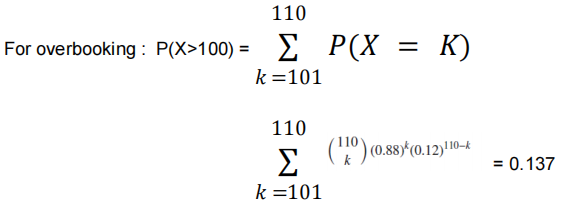 110
For overbooking : P(X>100) = ∑ P(X = K)
k =101
110
∑ (110 k) (0.88)^k (0.12)^110−k = 0.137
k =101